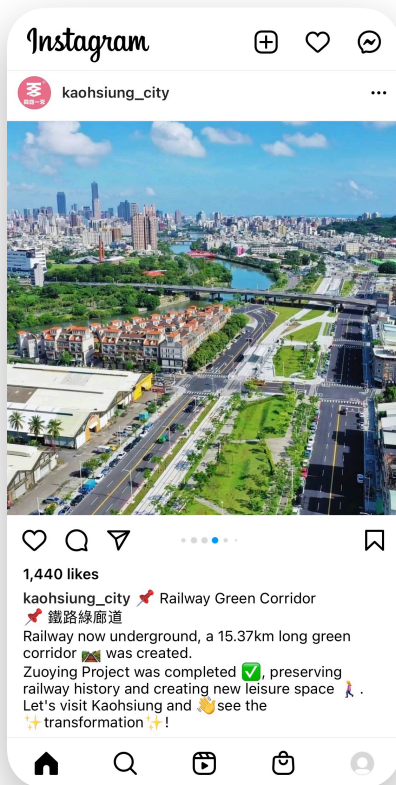 Instagram
kaohsiung_city
1,440 likes
kaohsiung_city 📌 Railway Green Corridor
📌 鐵路綠廊道
Railway now underground, a 15.37km long green
corridor 🛤️ was created.
Zuoying Project was completed ✅, preserving
railway history and creating new leisure space 🚶‍♀️ .
Let's visit Kaohsiung and 👋see the
✨transformation✨!